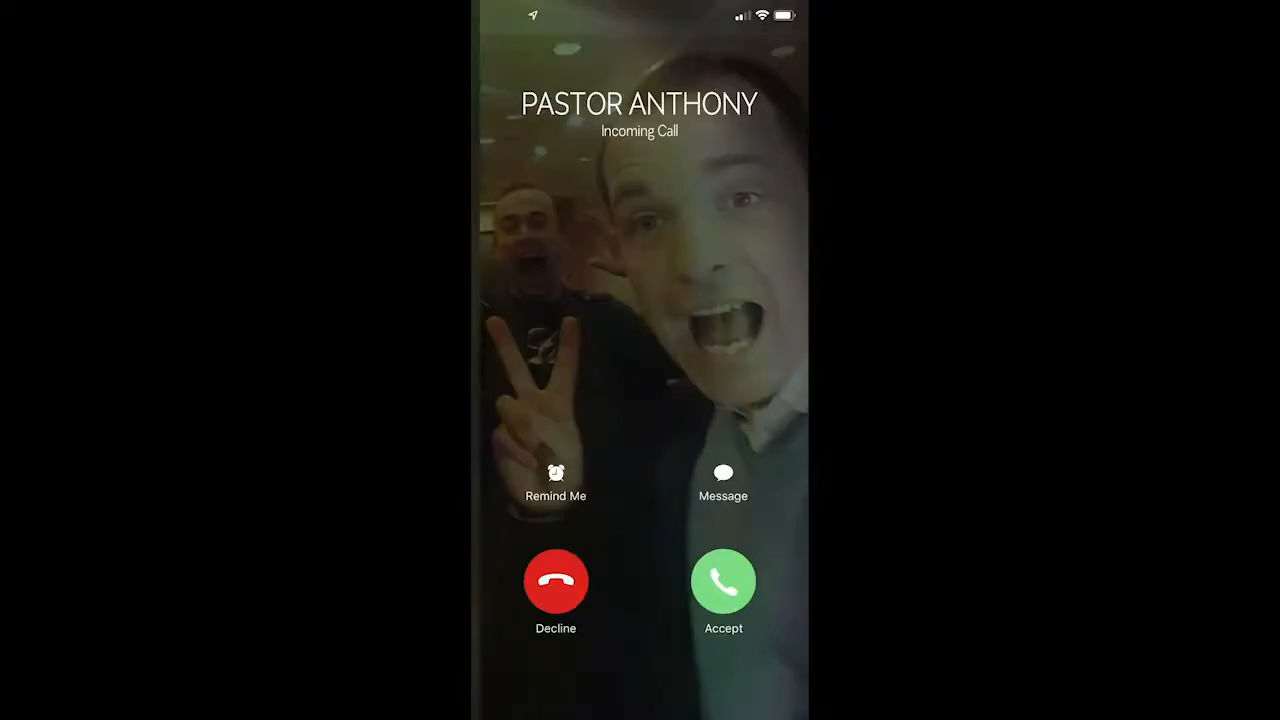 PASTOR ANTHONY
Incoming Call
Remind Me
Message
Decline
Accept